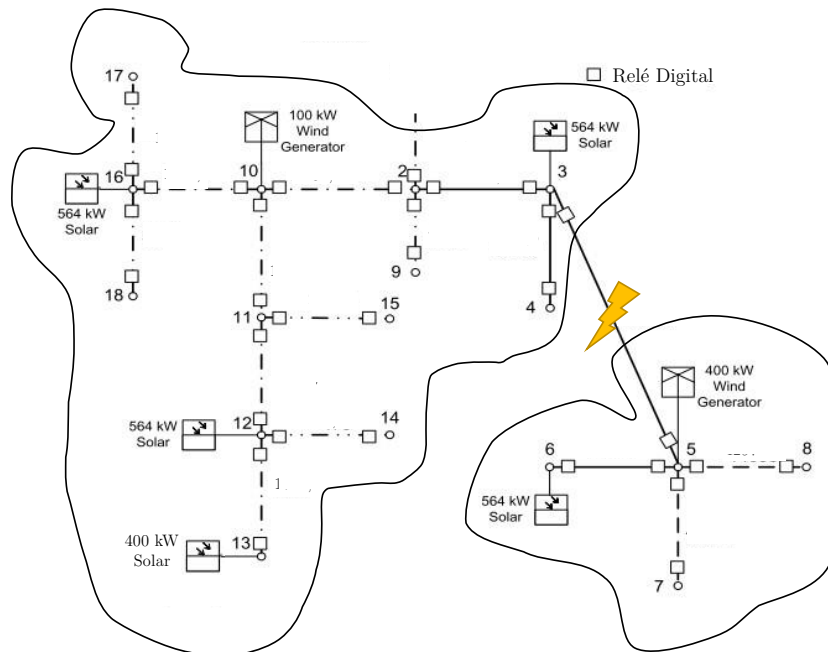 Relé Digital
17
100 kW
Wind
Generator
564 kW
Solar
16
10
2
3
564 kW
Solar
9
18
15
4
11
400 kW
Wind
Generator
12
14
564 kW
Solar
6
5
8
564 kW
Solar
400 kW
Solar
13
7